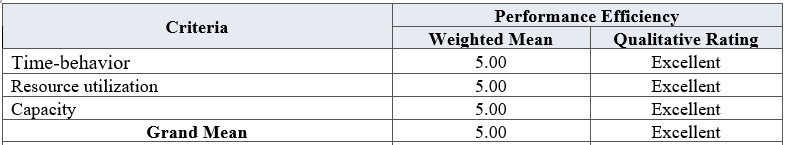 Criteria Performance Efficiency
Weighted Mean Qualitative Rating
Time-behavior 5.00 Excellent
Resource utilization 5.00 Excellent
Capacity 5.00 Excellent
Grand Mean 5.00 Excellent